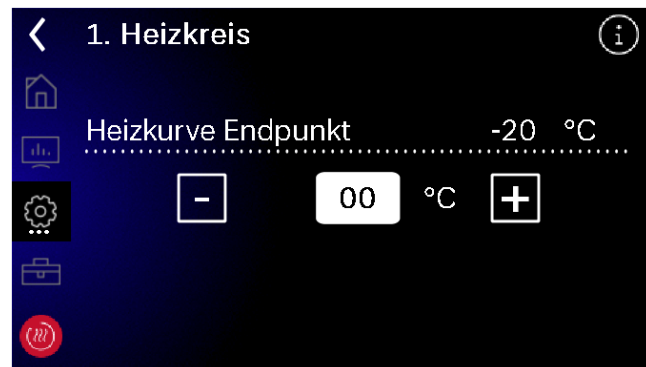 1. Heizkreis
i
Heizkurve Endpunkt -20 °C
- 00 °C +